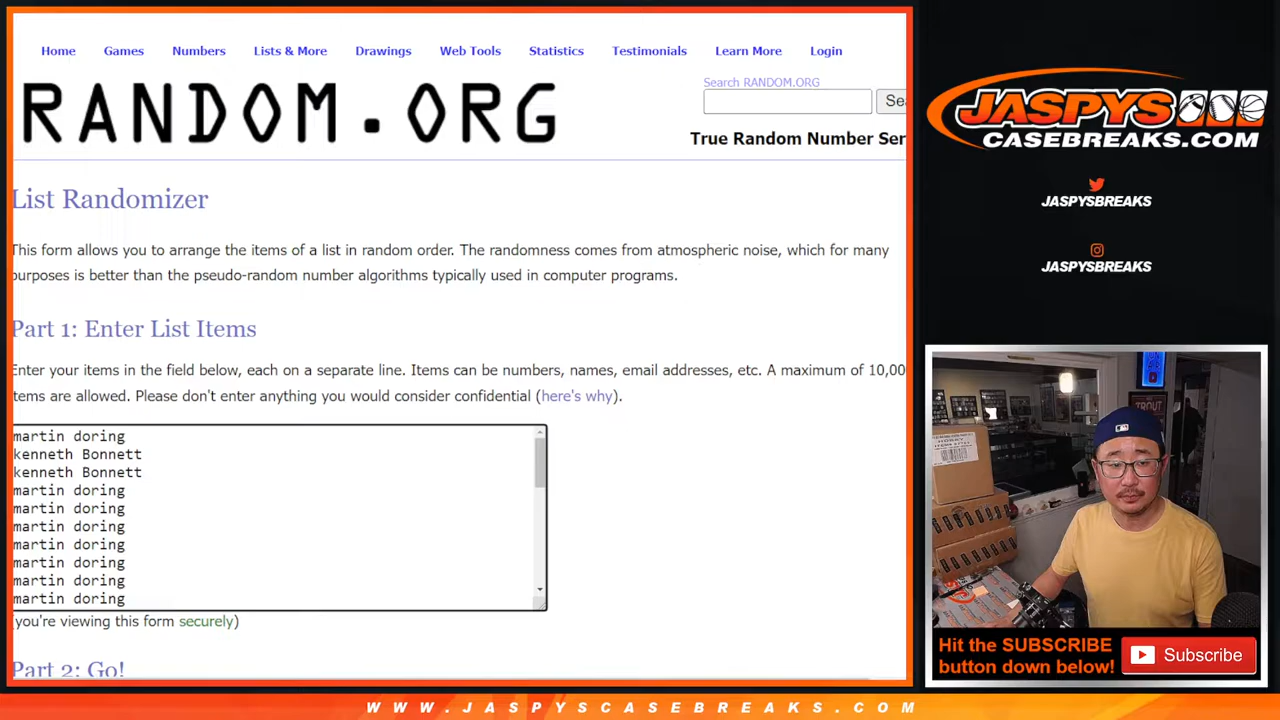 Home Games Numbers Lists & More Drawings Web Tools Statistics Testimonials Learn More Login
RANDOM.ORG
Search RANDOM.ORG
Sea
True Random Number Ser
List Randomizer
This form allows you to arrange the items of a list in random order. The randomness comes from atmospheric noise, which for many
purposes is better than the pseudo-random number algorithms typically used in computer programs.
Part 1: Enter List Items
Enter your items in the field below, each on a separate line. Items can be numbers, names, email addresses, etc. A maximum of 10,00
items are allowed. Please don't enter anything you would consider confidential (here's why).
martin doring
kenneth Bonnett
kenneth Bonnett
martin doring
martin doring
martin doring
martin doring
martin doring
martin doring
martin doring
(you're viewing this form securely)
Part 2: Go!
JASPYS
CASEBREAKS.COM
JASPYSBREAKS
JASPYSBREAKS
TROUT
Hit the SUBSCRIBE
button down below!
Subscribe
WWW.JASPYSCASEBREAKS.COM